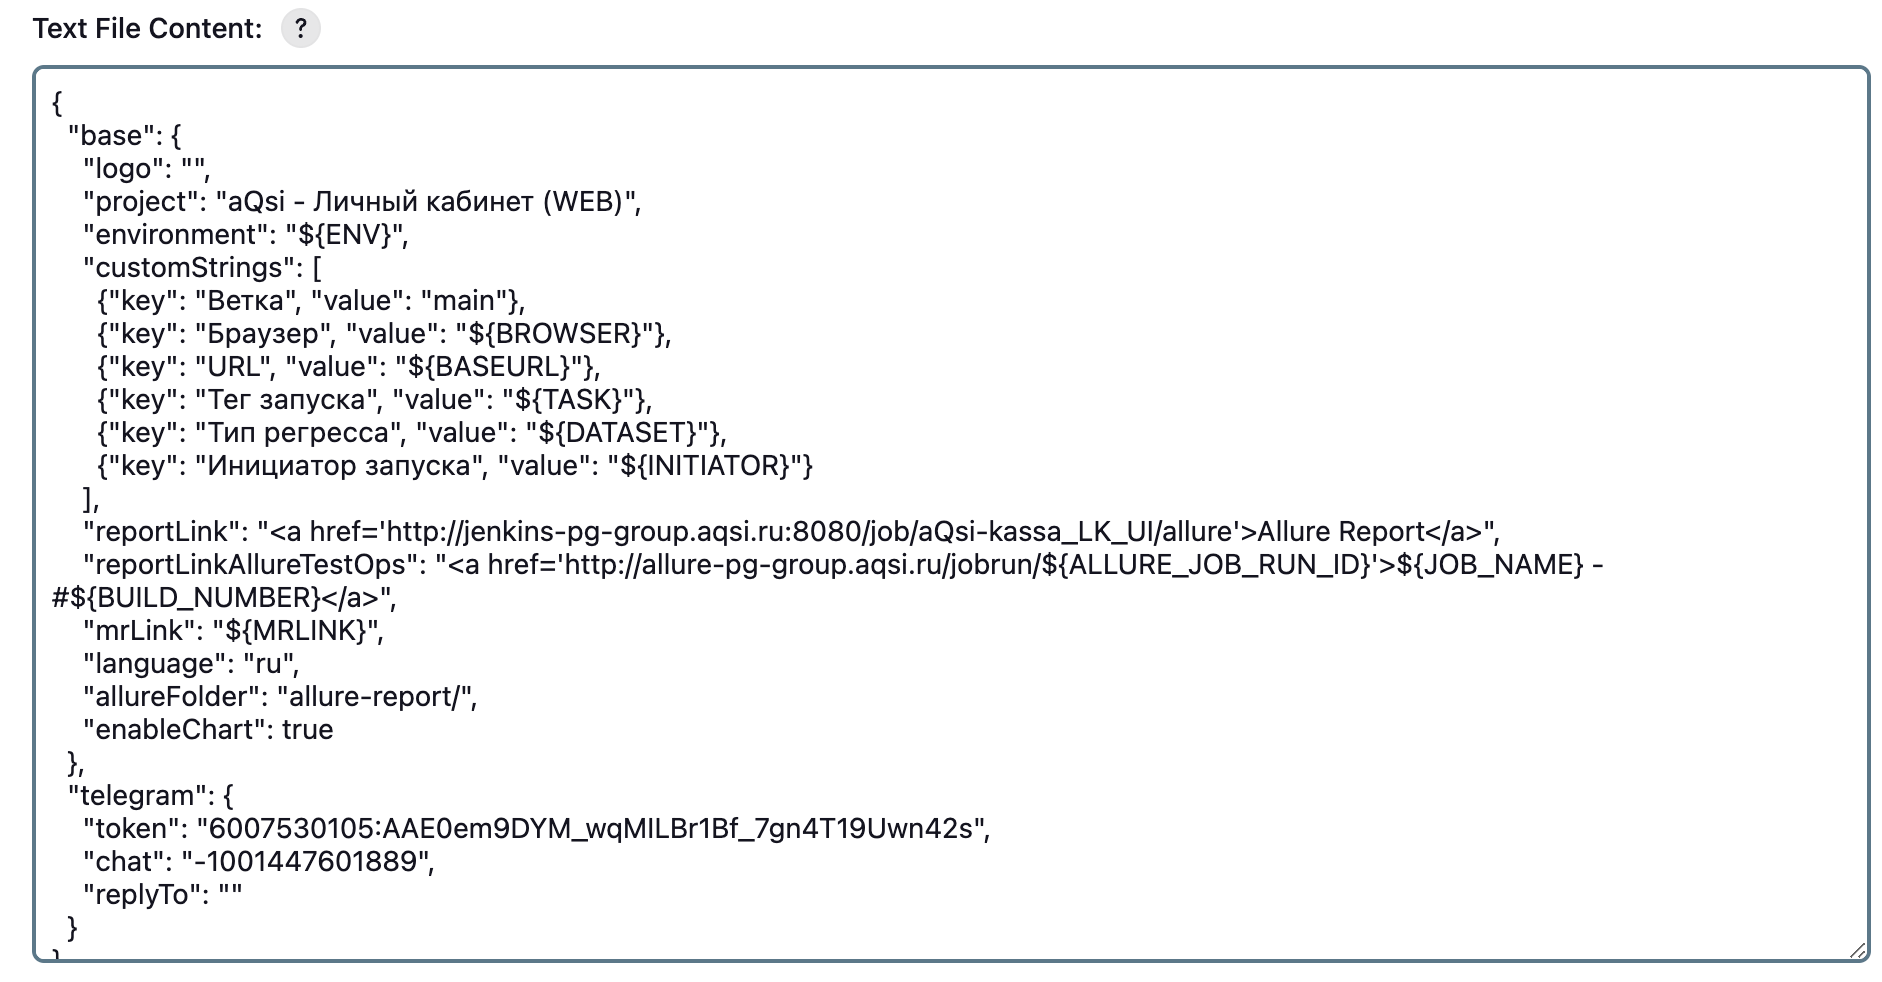 Text File Content: ?
{
  "base": {
    "logo": "",
    "project": "aQsi - Личный кабинет (WEB)",
    "environment": "${ENV}",
    "customStrings": [
      {"key": "Ветка", "value": "main"},
      {"key": "Браузер", "value": "${BROWSER}"},
      {"key": "URL", "value": "${BASEURL}"},
      {"key": "Тег запуска", "value": "${TASK}"},
      {"key": "Тип регресса", "value": "${DATASET}"},
      {"key": "Инициатор запуска", "value": "${INITIATOR}"}
    ],
    "reportLink": "<a href='http://jenkins-pg-group.aqsi.ru:8080/job/aQsi-kassa_LK_UI/allure'>Allure Report</a>",
    "reportLinkAllureTestOps": "<a href='http://allure-pg-group.aqsi.ru/jobrun/${ALLURE_JOB_RUN_ID}'>${JOB_NAME} -
#${BUILD_NUMBER}</a>",
    "mrLink": "${MRLINK}",
    "language": "ru",
    "allureFolder": "allure-report/",
    "enableChart": true
  },
  "telegram": {
    "token": "6007530105:AAE0em9DYM_wqMILBr1Bf_7gn4T19Uwn42s",
    "chat": "-1001447601889",
    "replyTo": ""
  }
}